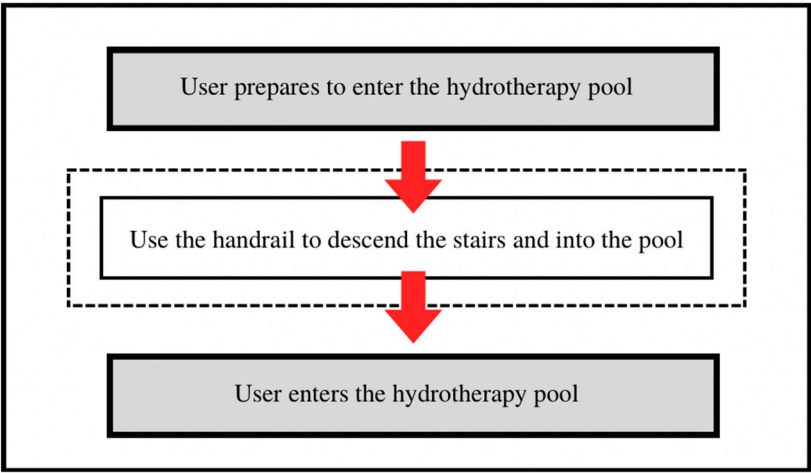 User prepares to enter the hydrotherapy pool
Use the handrail to descend the stairs and into the pool
User enters the hydrotherapy pool